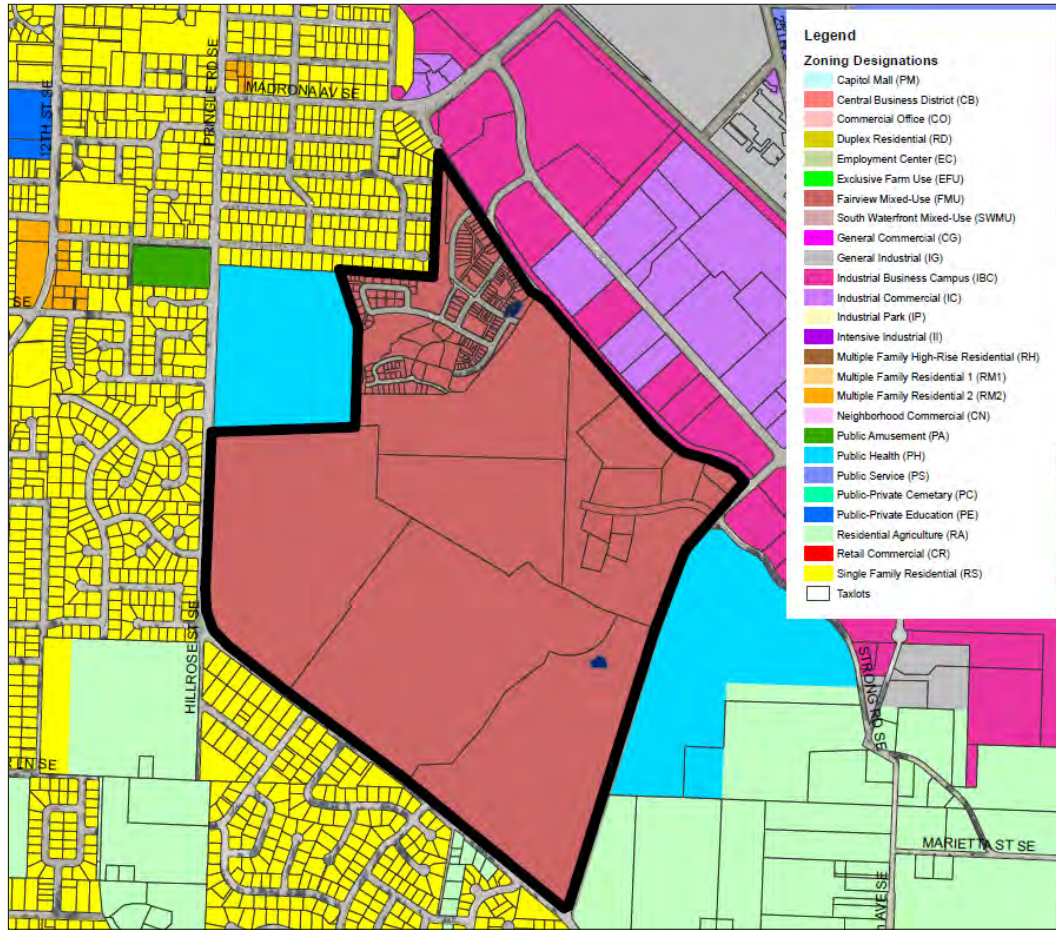 12TH ST SE
PRINGLE RD SE
MADRONA AV SE
SE
HILLROSE ST SE
LN SE
STRONG RD SE
MARIETTA ST SE
AVE SE
Legend
Zoning Designations
Capitol Mall (PM)
Central Business District (CB)
Commercial Office (CO)
Duplex Residential (RD)
Employment Center (EC)
Exclusive Farm Use (EFU)
Fairview Mixed-Use (FMU)
South Waterfront Mixed-Use (SWMU)
General Commercial (CG)
General Industrial (IG)
Industrial Business Campus (IBC)
Industrial Commercial (IC)
Industrial Park (IP)
Intensive Industrial (II)
Multiple Family High-Rise Residential (RH)
Multiple Family Residential 1 (RM1)
Multiple Family Residential 2 (RM2)
Neighborhood Commercial (CN)
Public Amusement (PA)
Public Health (PH)
Public Service (PS)
Public-Private Cemetary (PC)
Public-Private Education (PE)
Residential Agriculture (RA)
Retail Commercial (CR)
Single Family Residential (RS)
Taxlots